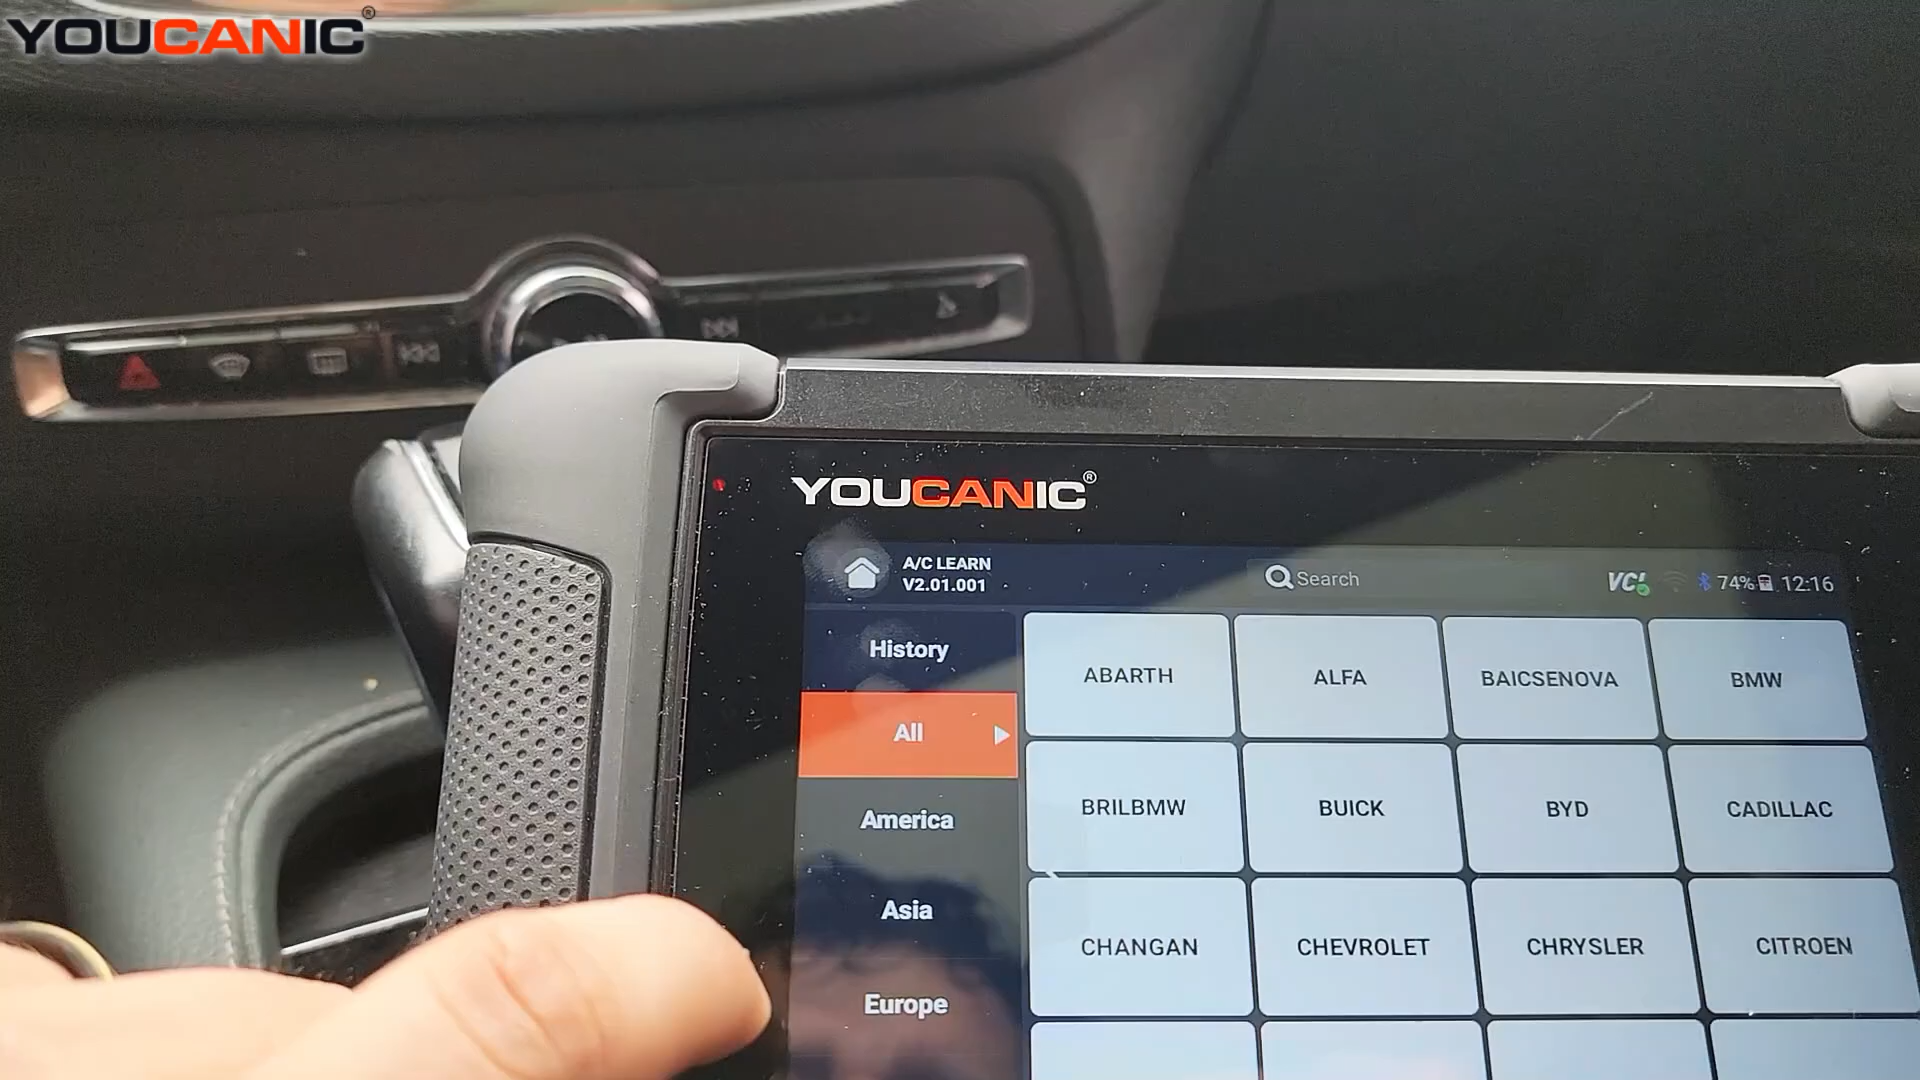 YOUCANIC®
YOUCANIC®
A/C LEARN
V2.01.001
Search
VCI
74%
12:16
History
All
America
Asia
Europe
ABARTH
ALFA
BAICSENOVA
BMW
BRILBMW
BUICK
BYD
CADILLAC
CHANGAN
CHEVROLET
CHRYSLER
CITROEN